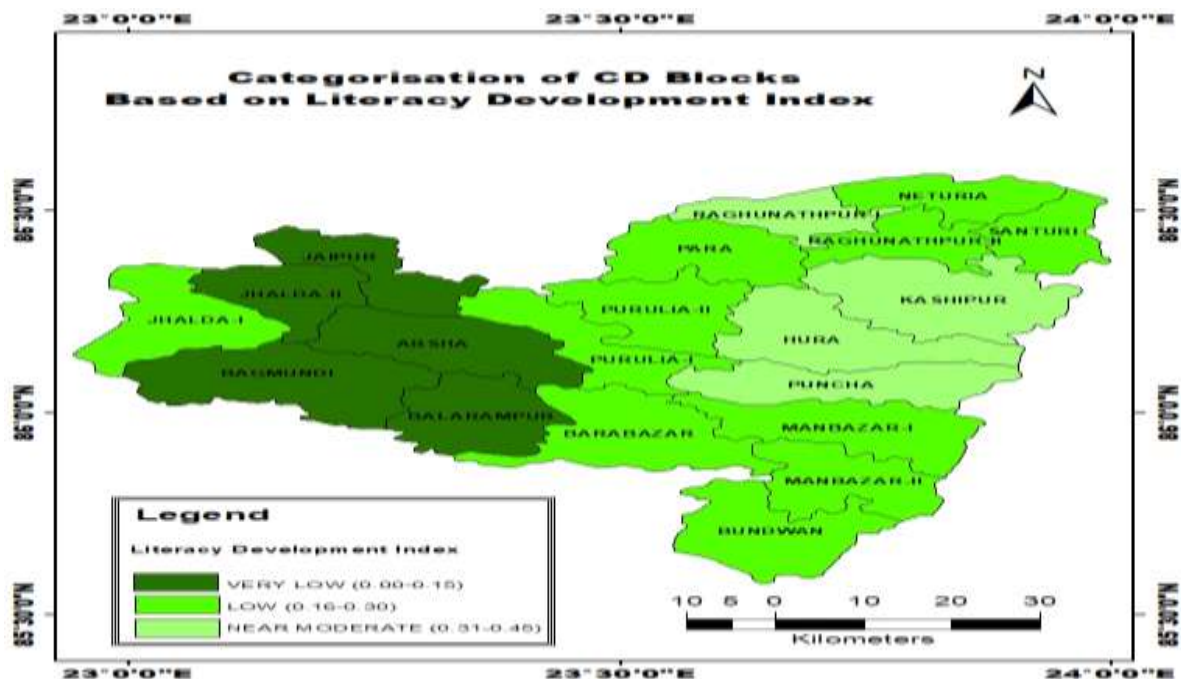 23°0'0"E 23°30'0"E 24°0'0"E
Categorisation of CD Blocks
Based on Literacy Development Index
N
86°30'0"N 86°30'0"N
NETURIA
RAGHUNATHPUR-I
SANTURI
RAGHUNATHPUR-II
PARA
JAIPUR
JHALDA-II
KASHIPUR
PURULIA-II
JHALDA-I
HURA
ARSHA
PURULIA-I
BAGMUNDI
PUNCHA
86°0'0"N 86°0'0"N
BALARAMPUR
MANBAZAR-I
BARABAZAR
MANBAZAR-II
BUNDWAN
Legend
Literacy Development Index
VERY LOW (0.00-0.15)
LOW (0.16-0.30)
NEAR MODERATE (0.31-0.45)
10 5 0 10 20 30
Kilometers
85°30'0"N 85°30'0"N
23°0'0"E 23°30'0"E 24°0'0"E